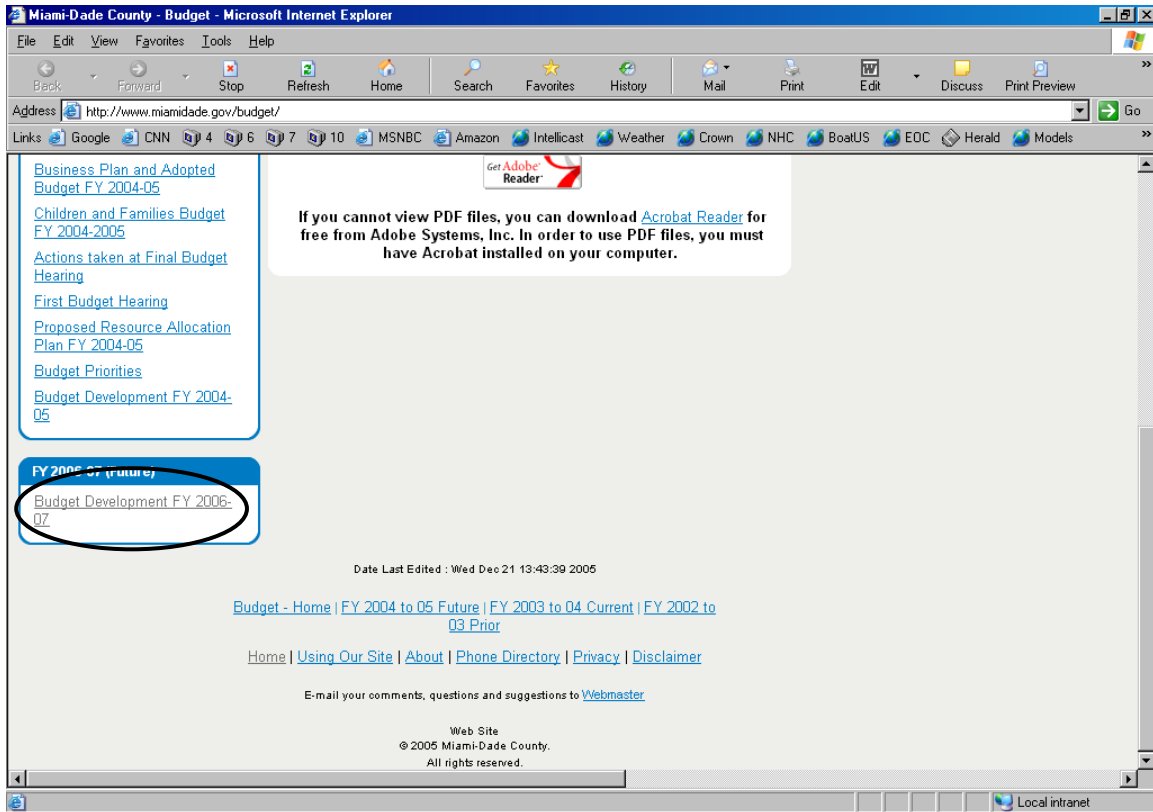 Miami-Dade County - Budget - Microsoft Internet Explorer
File Edit View Favorites Tools Help
Back Forward Stop Refresh Home Search Favorites History Mail Print Edit Discuss Print Preview »
Address http://www.miamidade.gov/budget/ Go
Links Google CNN 4 6 7 10 MSNBC Amazon Intellicast Weather Crown NHC BoatUS EOC Herald Models »
Business Plan and Adopted
Budget FY 2004-05
Children and Families Budget
FY 2004-2005
Actions taken at Final Budget
Hearing
First Budget Hearing
Proposed Resource Allocation
Plan FY 2004-05
Budget Priorities
Budget Development FY 2004-
05
Get Adobe
Reader
If you cannot view PDF files, you can download Acrobat Reader for
free from Adobe Systems, Inc. In order to use PDF files, you must
have Acrobat installed on your computer.
FY 2006-07 (Future)
Budget Development FY 2006-
07
Date Last Edited : Wed Dec 21 13:43:39 2005
Budget - Home | FY 2004 to 05 Future | FY 2003 to 04 Current | FY 2002 to
03 Prior
Home | Using Our Site | About | Phone Directory | Privacy | Disclaimer
E-mail your comments, questions and suggestions to Webmaster
Web Site
© 2005 Miami-Dade County.
All rights reserved.
Local intranet